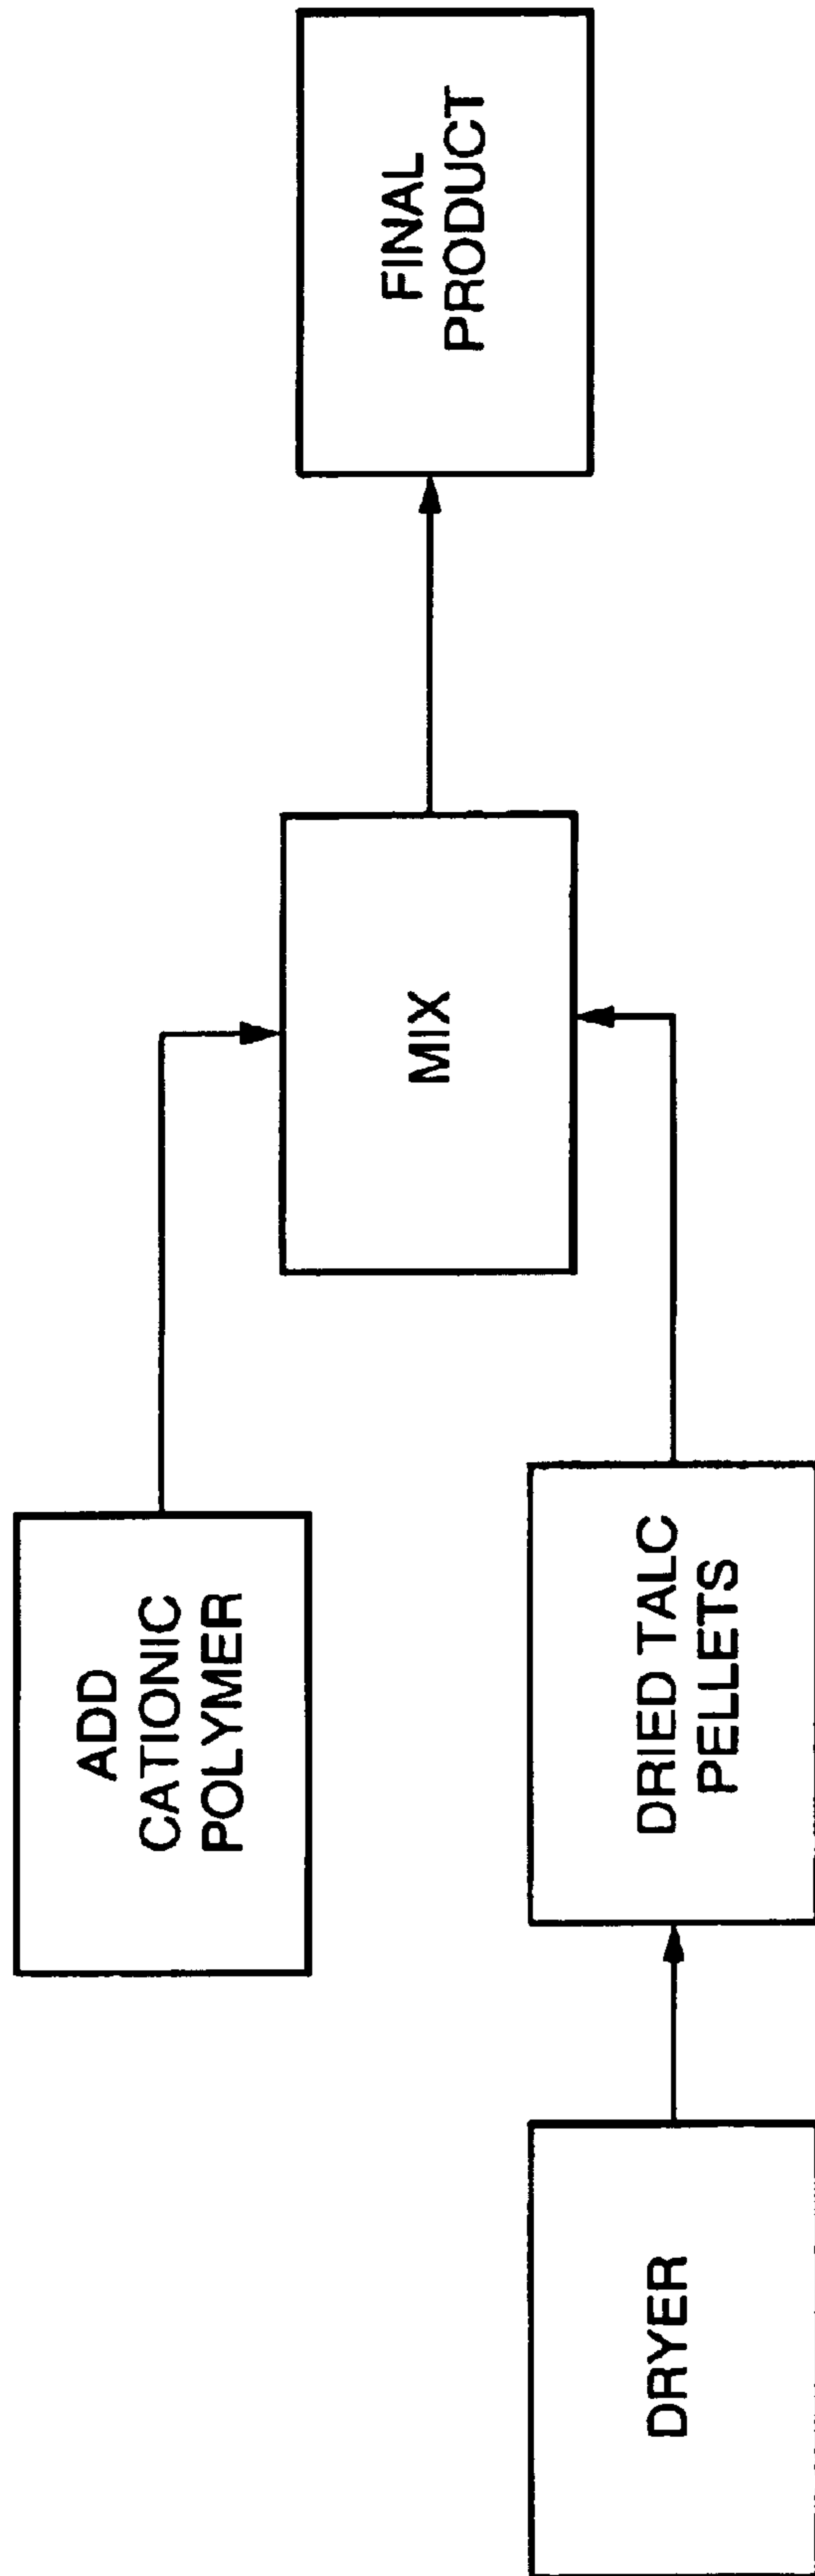 ADD
CATIONIC
POLYMER
DRYER
DRIED TALC
PELLETS
MIX
FINAL
PRODUCT